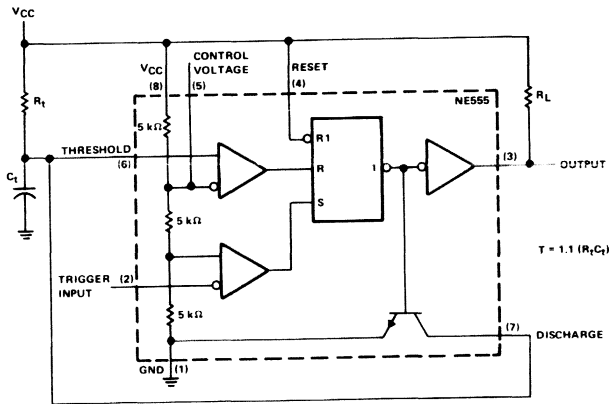 VCC
Rt
Ct
VCC
(8)
CONTROL
VOLTAGE
(5)
RESET
(4)
NE555
RL
5 kΩ
THRESHOLD
(6)
R1
R
S
1
(3)
OUTPUT
5 kΩ
T = 1.1 (RtCt)
TRIGGER
INPUT
(2)
5 kΩ
(7)
DISCHARGE
GND
(1)